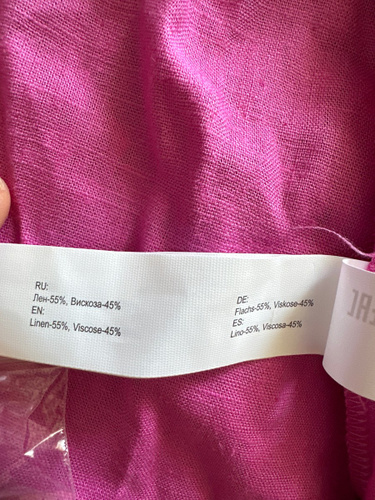 RU:
Лен-55%, Вискоза-45%
EN:
Linen-55%, Viscose-45%
DE:
Flachs-55%, Viskose-45%
ES:
Lino-55%, Viscosa-45%